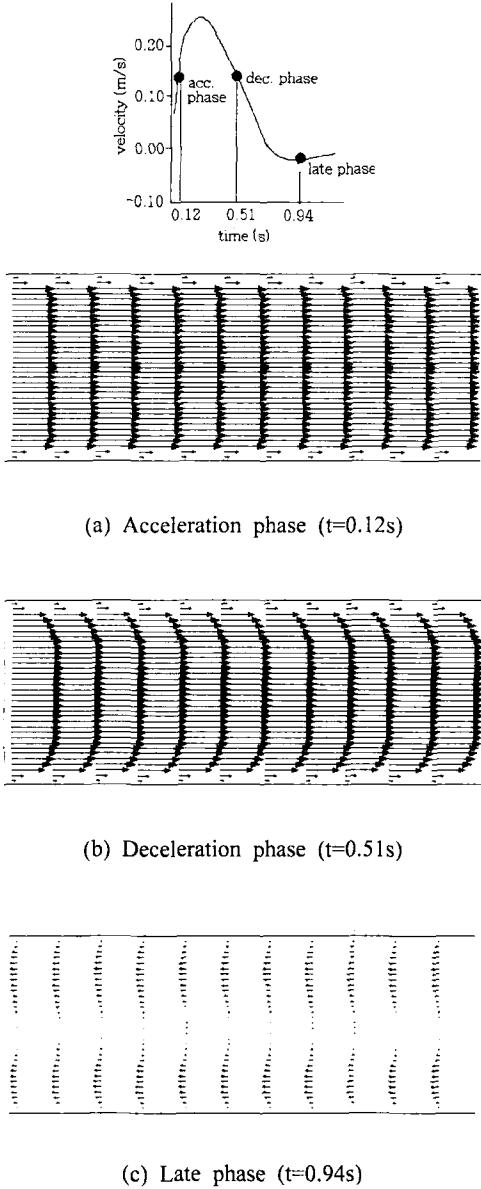 0.20
0.10
0.00
-0.10
velocity (m/s)
acc.
phase
dec. phase
late phase
0.12 0.51 0.94
time (s)
(a) Acceleration phase (t=0.12s)
(b) Deceleration phase (t=0.51s)
(c) Late phase (t=0.94s)